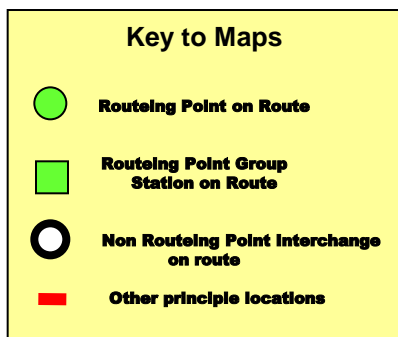 Key to Maps
Routeing Point on Route
Routeing Point Group
Station on Route
Non Routeing Point Interchange
on route
Other principle locations